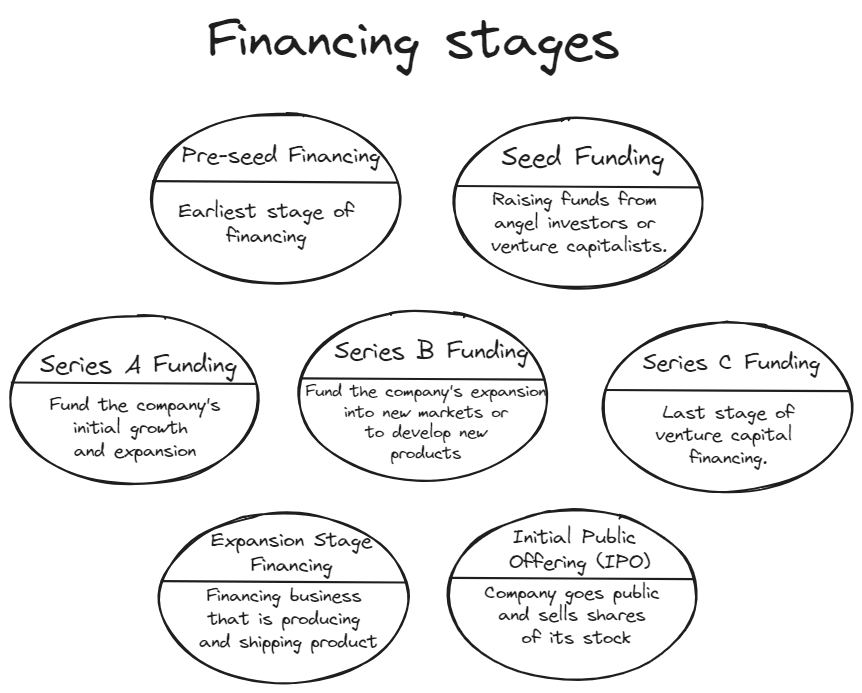 Financing stages
Pre-seed Financing
Earliest stage of
financing
Seed Funding
Raising funds from
angel investors or
venture capitalists.
Series A Funding
Fund the company's
initial growth
and expansion
Series B Funding
Fund the company's expansion
into new markets or
to develop new
products
Series C Funding
Last stage of
venture capital
financing.
Expansion Stage
Financing
Financing business
that is producing
and shipping product
Initial Public
Offering (IPO)
Company goes public
and sells shares
of its stock